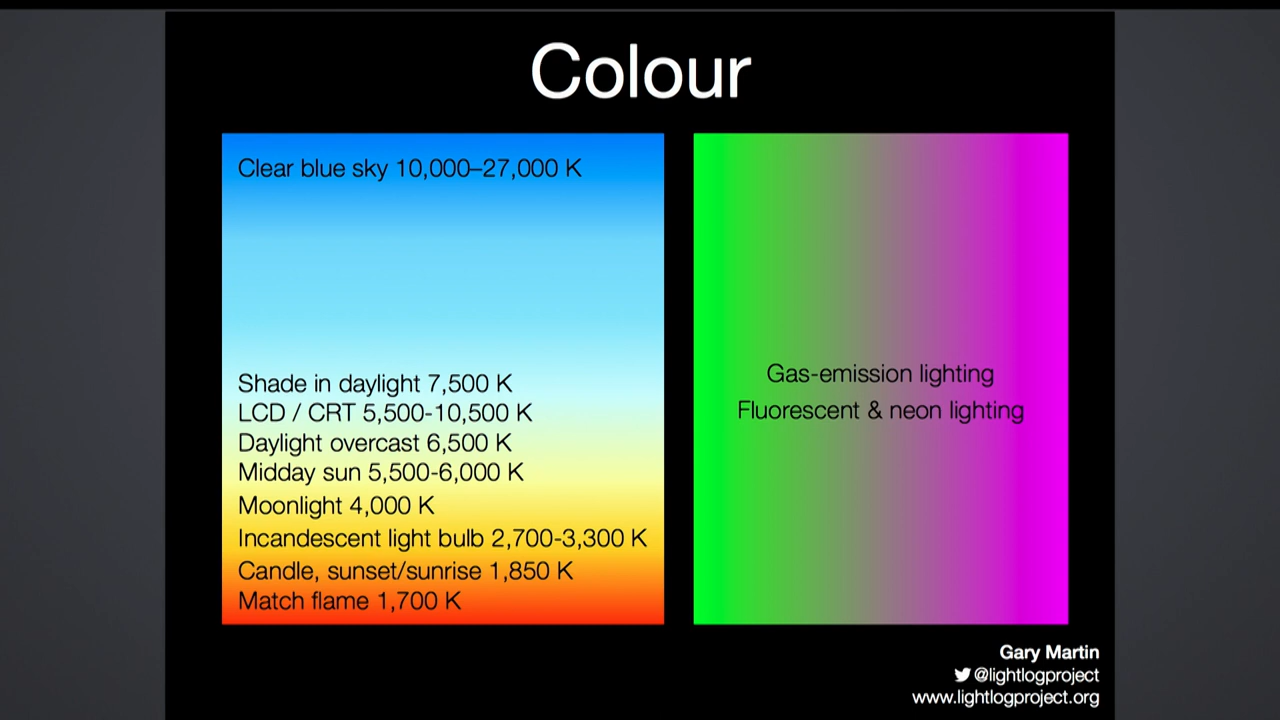 Colour
Clear blue sky 10,000–27,000 K
Shade in daylight 7,500 K
LCD / CRT 5,500-10,500 K
Daylight overcast 6,500 K
Midday sun 5,500-6,000 K
Moonlight 4,000 K
Incandescent light bulb 2,700-3,300 K
Candle, sunset/sunrise 1,850 K
Match flame 1,700 K
Gas-emission lighting
Fluorescent & neon lighting
Gary Martin
@lightlogproject
www.lightlogproject.org